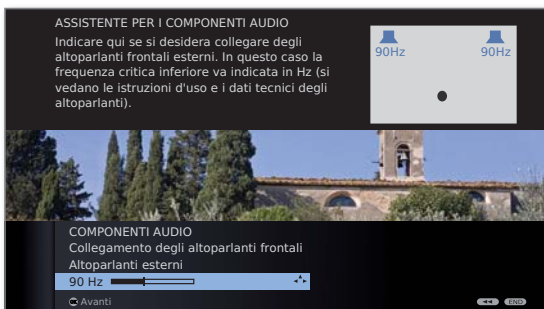 ASSISTENTE PER I COMPONENTI AUDIO
Indicare qui se si desidera collegare degli
altoparlanti frontali esterni. In questo caso la
frequenza critica inferiore va indicata in Hz (si
vedano le istruzioni d'uso e i dati tecnici degli
altoparlanti).
90Hz 90Hz
COMPONENTI AUDIO
Collegamento degli altoparlanti frontali
Altoparlanti esterni
90 Hz
OK Avanti
END